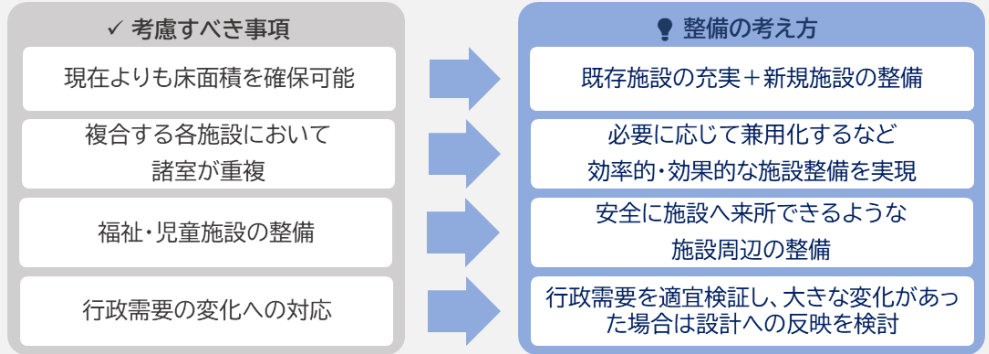 ✓ 考慮すべき事項
整備の考え方
現在よりも床面積を確保可能
既存施設の充実＋新規施設の整備
複合する各施設において
諸室が重複
必要に応じて兼用化するなど
効率的・効果的な施設整備を実現
福祉・児童施設の整備
安全に施設へ来所できるような
施設周辺の整備
行政需要の変化への対応
行政需要を適宜検証し、大きな変化があっ
た場合は設計への反映を検討